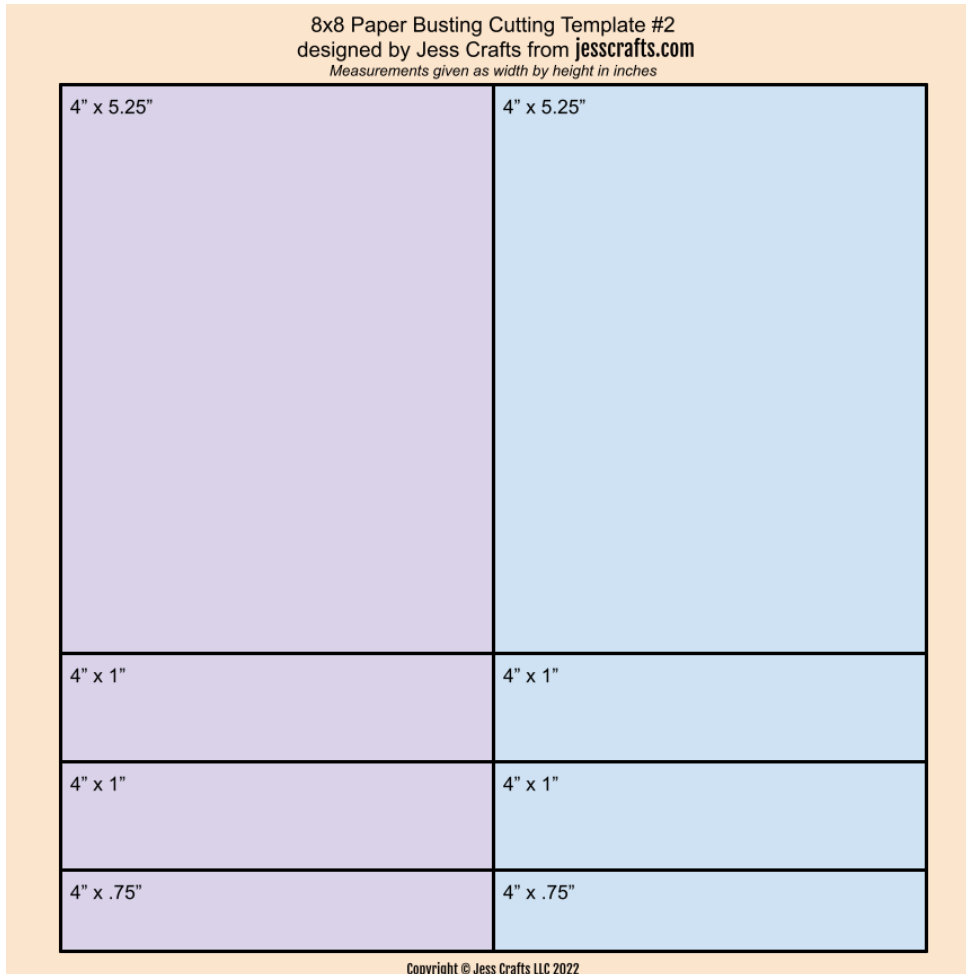 8x8 Paper Busting Cutting Template #2
designed by Jess Crafts from jesscrafts.com
Measurements given as width by height in inches
4” x 5.25”
4” x 5.25”
4” x 1”
4” x 1”
4” x 1”
4” x 1”
4” x .75”
4” x .75”
Copyright © Jess Crafts LLC 2022